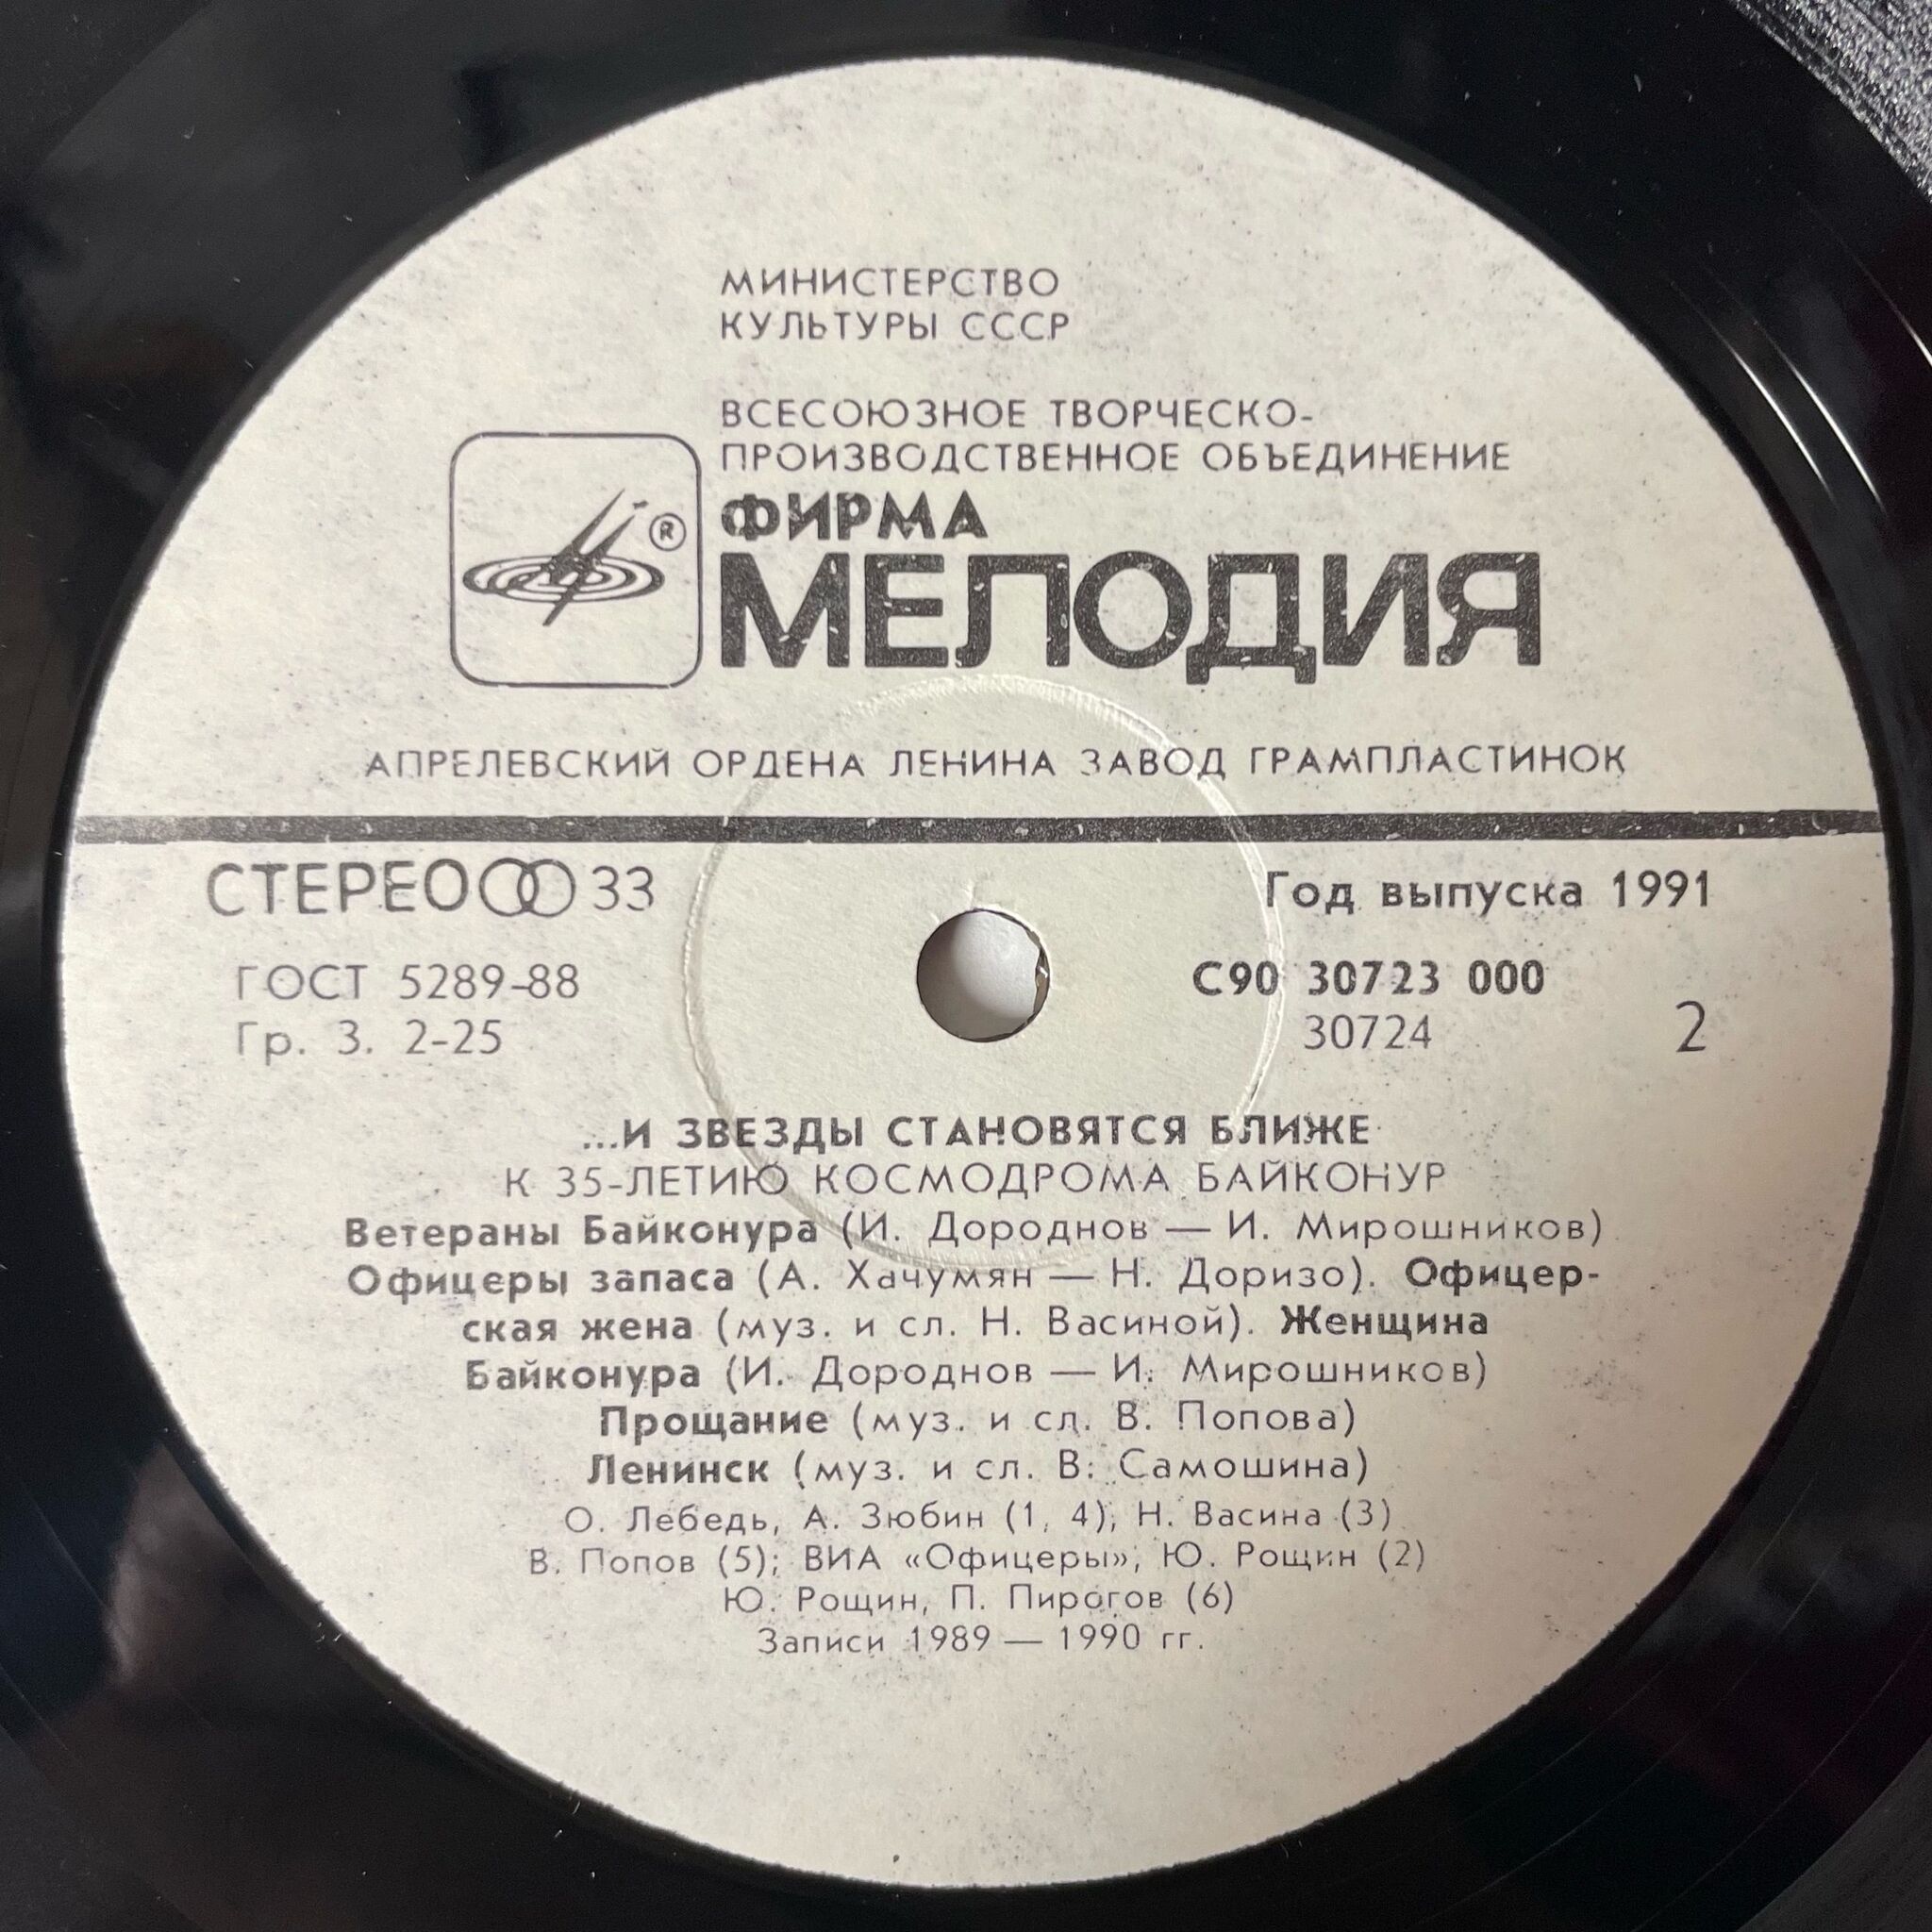 МИНИСТЕРСТВО
КУЛЬТУРЫ СССР
ВСЕСОЮЗНОЕ ТВОРЧЕСКО-
ПРОИЗВОДСТВЕННОЕ ОБЪЕДИНЕНИЕ
ФИРМА
®
МЕЛОДИЯ
АПРЕЛЕВСКИЙ ОРДЕНА ЛЕНИНА ЗАВОД ГРАМПЛАСТИНОК
СТЕРЕО 33
Год выпуска 1991
ГОСТ 5289-88
С90 30723 000
Гр. 3. 2-25
30724
2
...И ЗВЕЗДЫ СТАНОВЯТСЯ БЛИЖЕ
К 35-ЛЕТИЮ КОСМОДРОМА БАЙКОНУР
Ветераны Байконура (И. Дороднов — И. Мирошников)
Офицеры запаса (А. Хачумян — Н. Доризо). Офицер-
ская жена (муз. и сл. Н. Васиной). Женщина
Байконура (И. Дороднов — И. Мирошников)
Прощание (муз. и сл. В. Попова)
Ленинск (муз. и сл. В. Самошина)
О. Лебедь, А. Зюбин (1, 4); Н. Васина (3)
В. Попов (5); ВИА «Офицеры», Ю. Рощин (2)
Ю. Рощин, П. Пирогов (6)
Записи 1989 — 1990 гг.